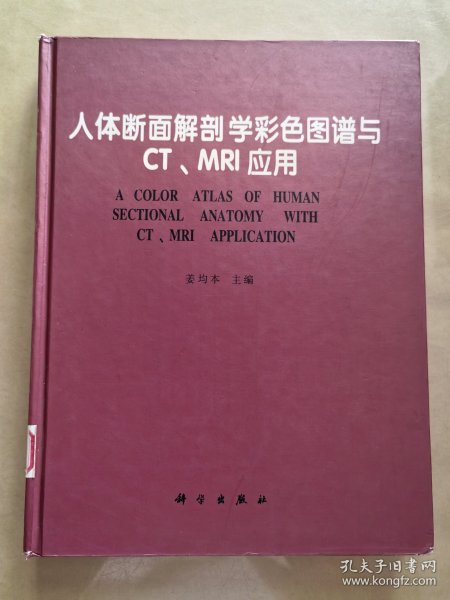 人体断面解剖学彩色图谱与
CT、MRI应用
A COLOR ATLAS OF HUMAN
SECTIONAL ANATOMY WITH
CT、MRI APPLICATION
姜均本 主编
科学出版社
孔夫子旧书网
www.kongfz.com